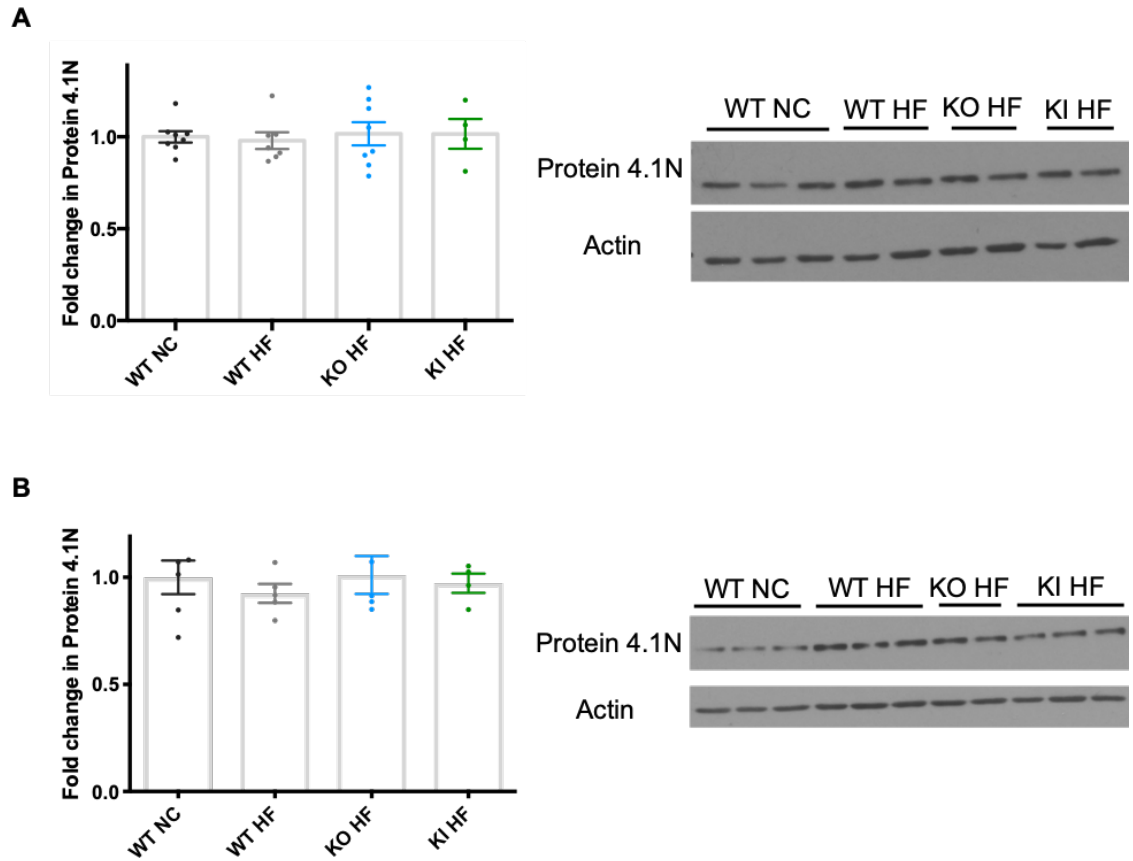 A
Fold change in Protein 4.1N
1.0
0.5
0.0
WT NC
WT HF
KO HF
KI HF
WT NC WT HF KO HF KI HF
Protein 4.1N
Actin
B
Fold change in Protein 4.1N
1.0
0.5
0.0
WT NC
WT HF
KO HF
KI HF
WT NC WT HF KO HF KI HF
Protein 4.1N
Actin